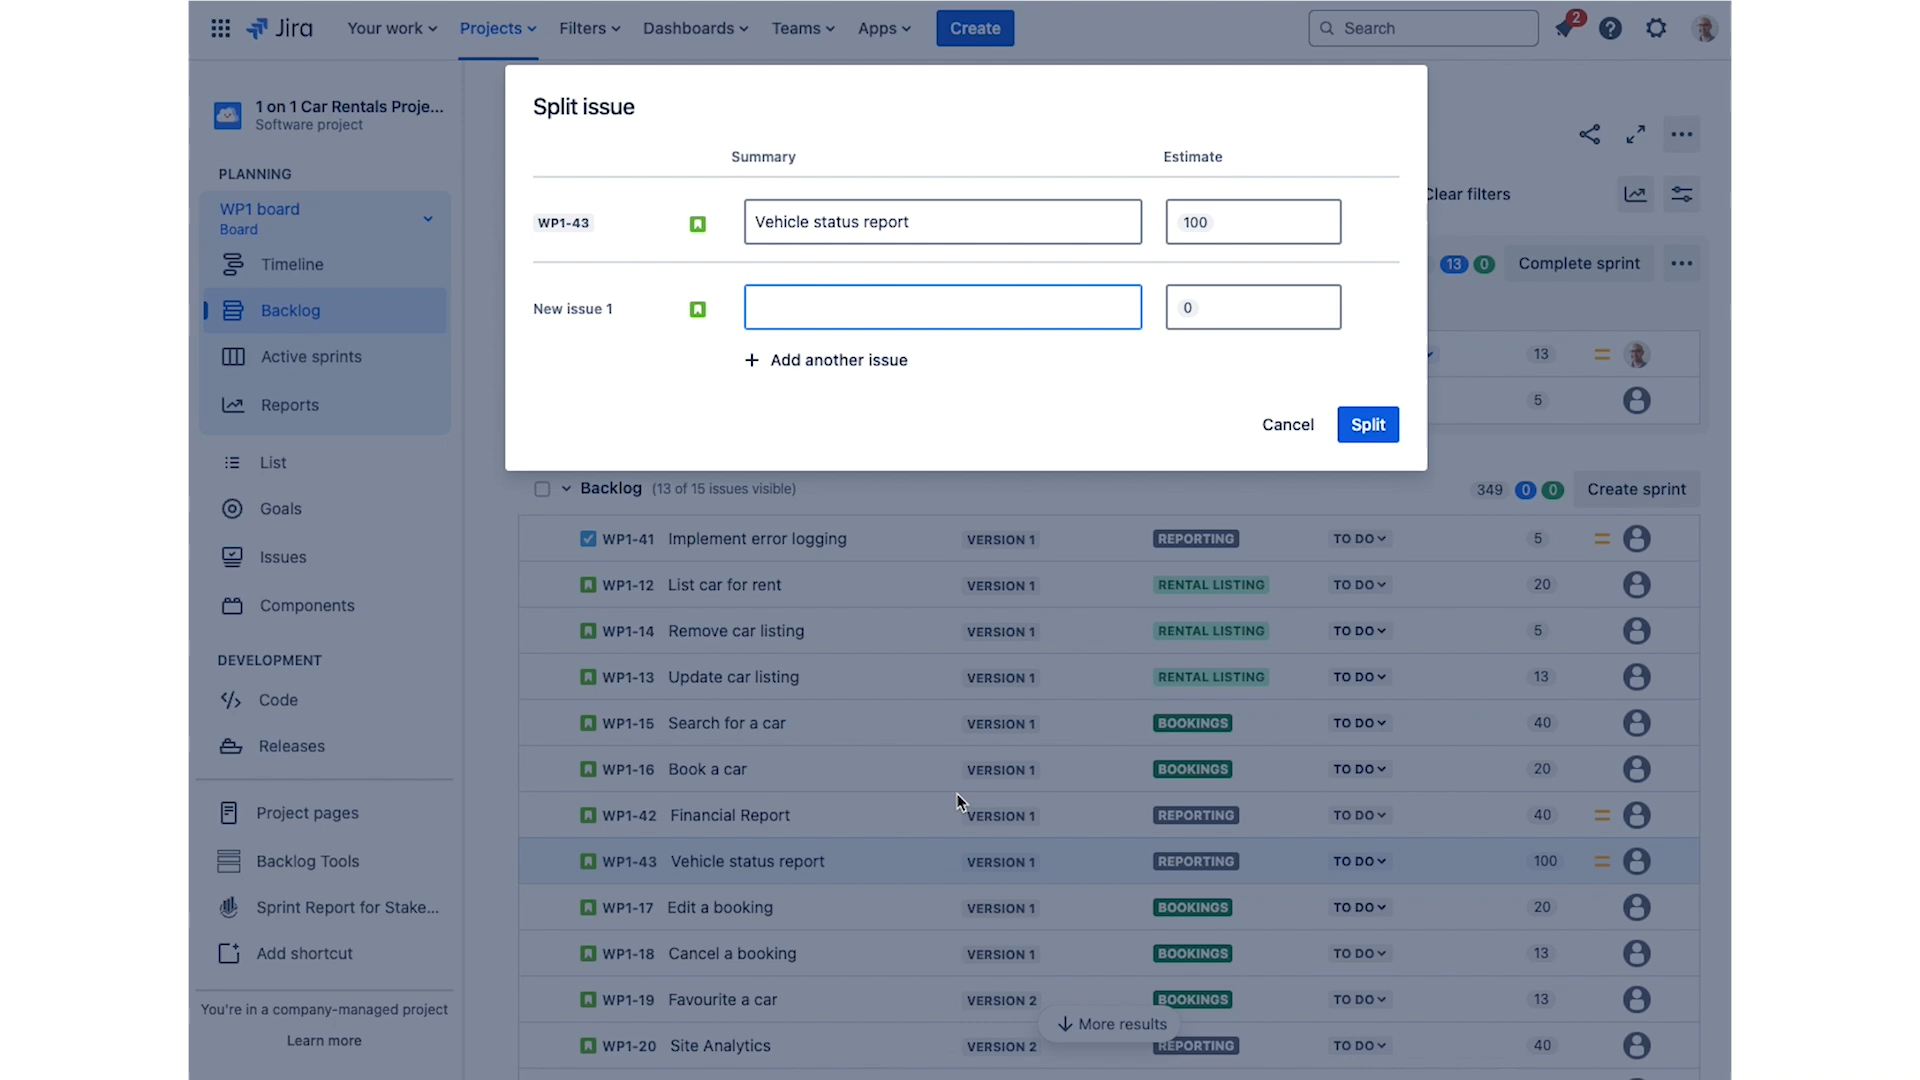 Jira
Your work
Projects
Filters
Dashboards
Teams
Apps
Create
Search
2
1 on 1 Car Rentals Proje...
Software project
PLANNING
WP1 board
Board
Timeline
Backlog
Active sprints
Reports
List
Goals
Issues
Components
DEVELOPMENT
Code
Releases
Project pages
Backlog Tools
Sprint Report for Stake...
Add shortcut
You're in a company-managed project
Learn more
Split issue
Summary Estimate
WP1-43 Vehicle status report 100
New issue 1 0
Add another issue
Cancel Split
Clear filters
13 0 Complete sprint
13
5
Backlog (13 of 15 issues visible) 349 0 0 Create sprint
WP1-41 Implement error logging VERSION 1 REPORTING TO DO 5
WP1-12 List car for rent VERSION 1 RENTAL LISTING TO DO 20
WP1-14 Remove car listing VERSION 1 RENTAL LISTING TO DO 5
WP1-13 Update car listing VERSION 1 RENTAL LISTING TO DO 13
WP1-15 Search for a car VERSION 1 BOOKINGS TO DO 40
WP1-16 Book a car VERSION 1 BOOKINGS TO DO 20
WP1-42 Financial Report VERSION 1 REPORTING TO DO 40
WP1-43 Vehicle status report VERSION 1 REPORTING TO DO 100
WP1-17 Edit a booking VERSION 1 BOOKINGS TO DO 20
WP1-18 Cancel a booking VERSION 1 BOOKINGS TO DO 13
WP1-19 Favourite a car VERSION 2 BOOKINGS TO DO 13
More results
WP1-20 Site Analytics VERSION 2 REPORTING TO DO 40